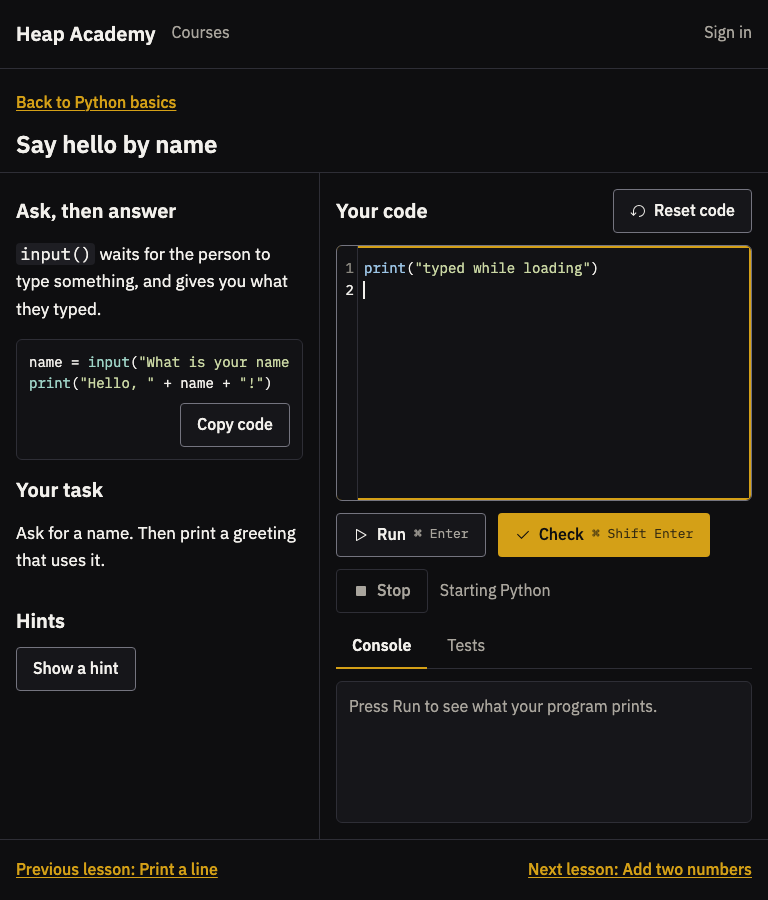 Heap Academy
Courses
Sign in
Back to Python basics
Say hello by name
Ask, then answer
input() waits for the person to
type something, and gives you what
they typed.
name = input("What is your name
print("Hello, " + name + "!")
Copy code
Your task
Ask for a name. Then print a greeting
that uses it.
Hints
Show a hint
Your code
Reset code
1 print("typed while loading")
2
Run ⌘ Enter
Check ⌘ Shift Enter
Stop
Starting Python
Console
Tests
Press Run to see what your program prints.
Previous lesson: Print a line
Next lesson: Add two numbers